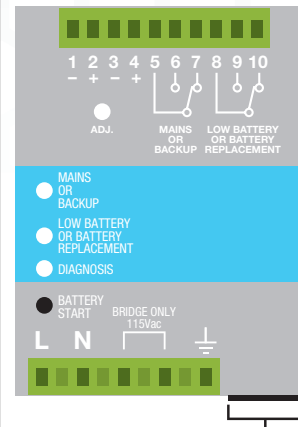 1 2 3 4 5 6 7 8 9 10
− + − +
ADJ.
MAINS
OR
BACKUP
LOW BATTERY
OR BATTERY
REPLACEMENT
MAINS
OR
BACKUP
LOW BATTERY
OR BATTERY
REPLACEMENT
DIAGNOSIS
BATTERY
START
BRIDGE ONLY
115Vac
L N